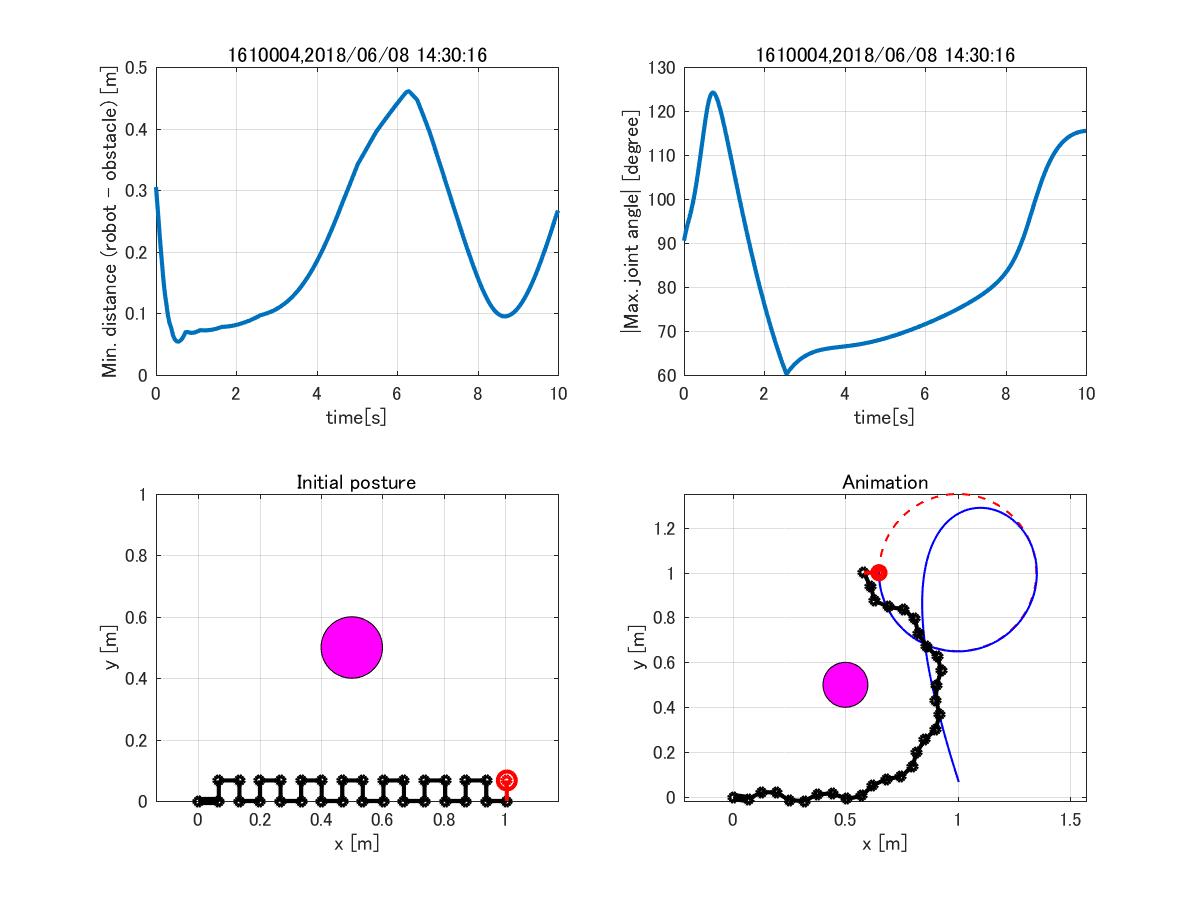 1610004,2018/06/08 14:30:16
Min. distance (robot - obstacle) [m]
0.5
0.4
0.3
0.2
0.1
0
0 2 4 6 8 10
time[s]
1610004,2018/06/08 14:30:16
|Max. joint angle| [degree]
130
120
110
100
90
80
70
60
0 2 4 6 8 10
time[s]
Initial posture
y [m]
1
0.8
0.6
0.4
0.2
0
0 0.2 0.4 0.6 0.8 1
x [m]
Animation
y [m]
1.2
1
0.8
0.6
0.4
0.2
0
0 0.5 1 1.5
x [m]